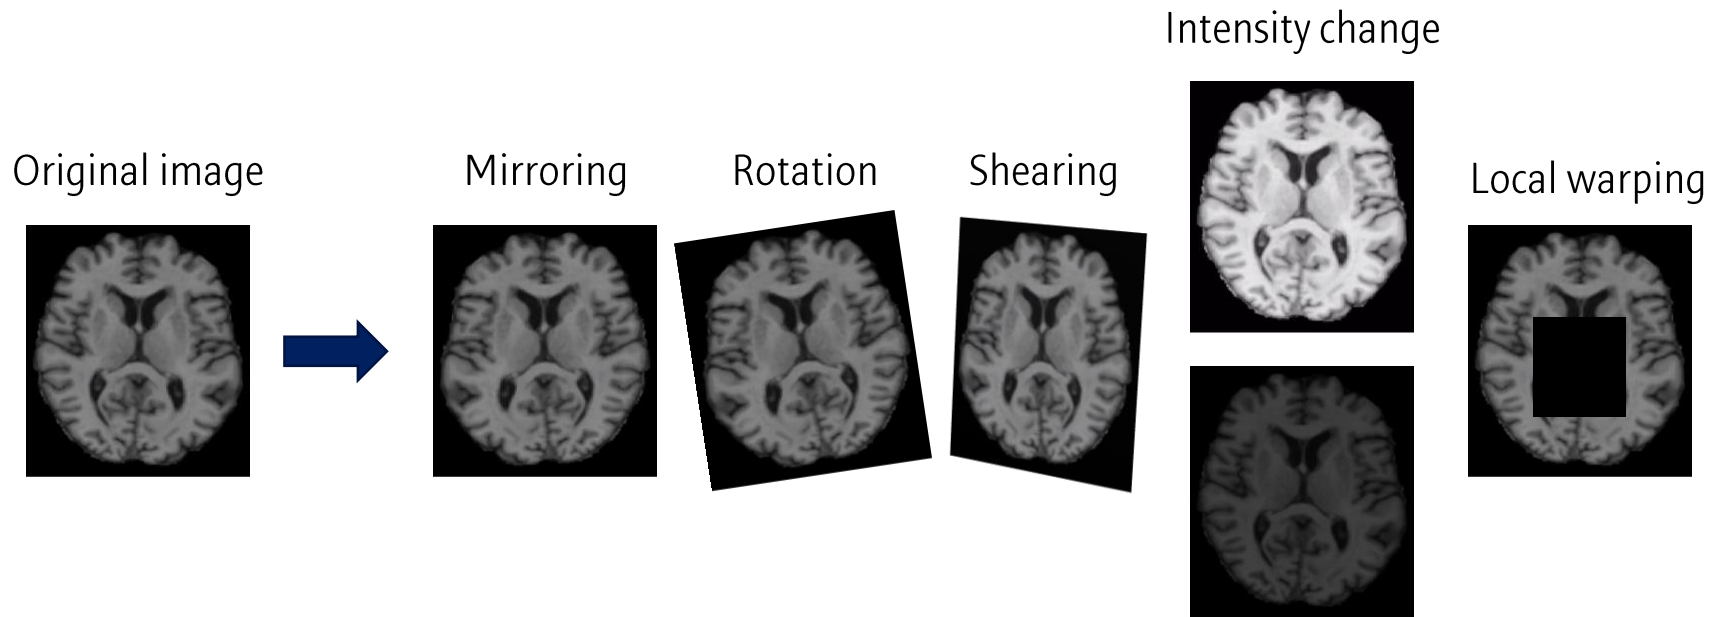 Original image
Mirroring
Rotation
Shearing
Intensity change
Local warping